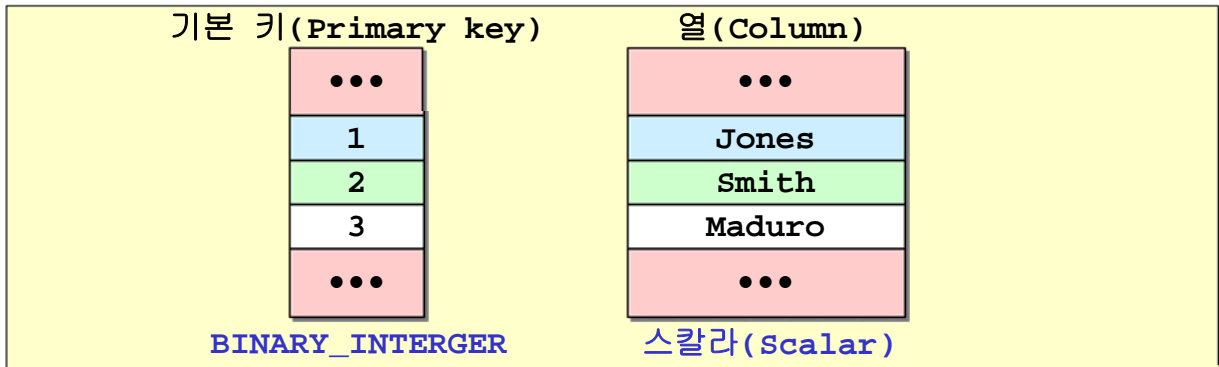 기본 키(Primary key) 열(Column)
••• •••
1 Jones
2 Smith
3 Maduro
••• •••
BINARY_INTERGER 스칼라(Scalar)